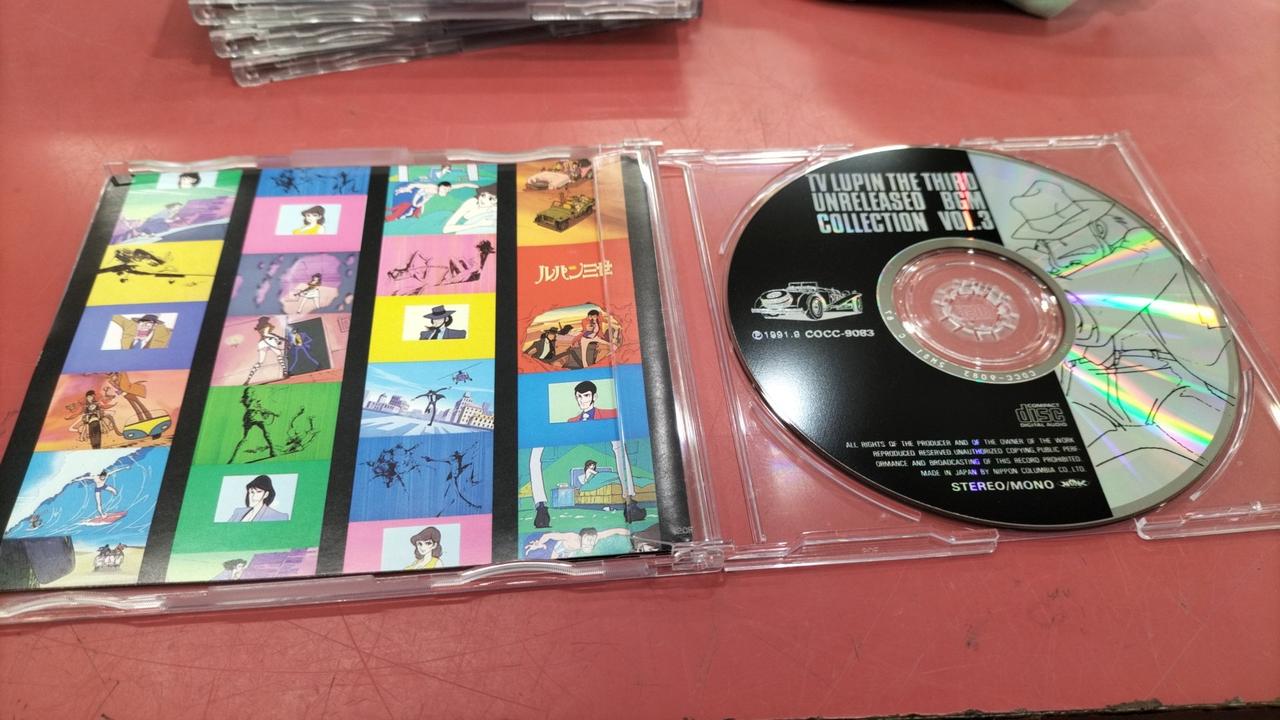 ルパン三世
TV LUPIN THE THIRD
UNRELEASED BGM
COLLECTION VOL.3
℗1991.9 COCC-9083
COMPACT
disc
DIGITAL AUDIO
ALL RIGHTS OF THE PRODUCER AND OF THE OWNER OF THE WORK
REPRODUCED RESERVED UNAUTHORIZED COPYING,PUBLIC PERF
ORMANCE AND BROADCASTING OF THIS RECORD PROHIBITED.
MADE IN JAPAN BY NIPPON COLUMBIA CO.,LTD.
STEREO/MONO